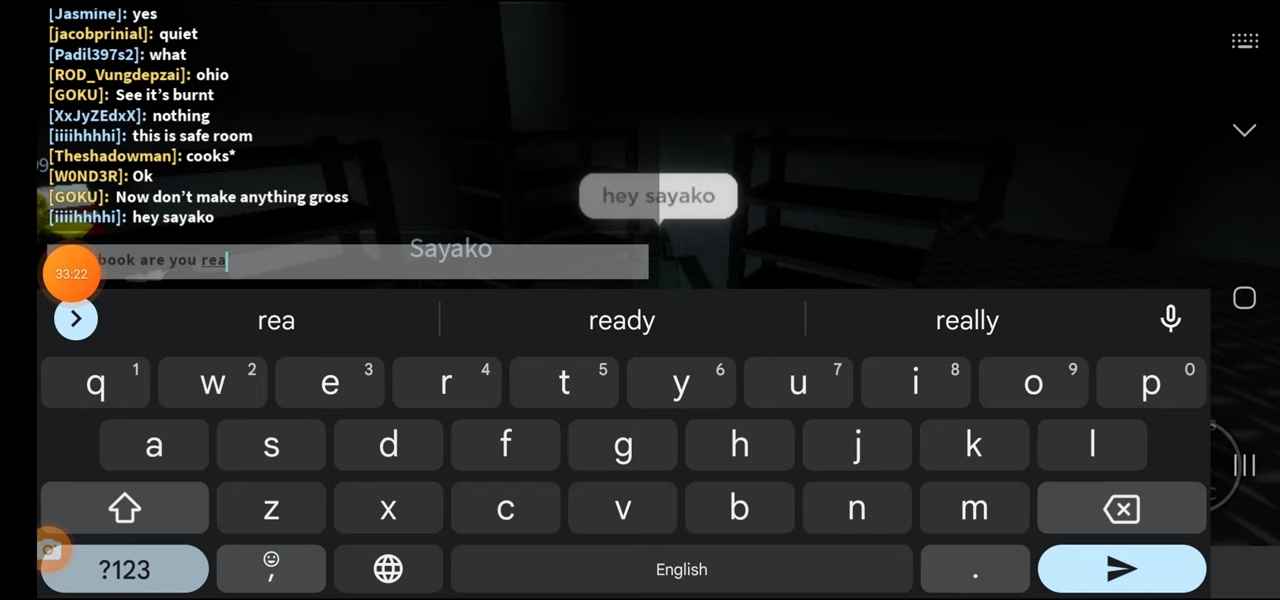 [Jasmine]: yes
[jacobprinial]: quiet
[Padil397s2]: what
[ROD_Vungdepzai]: ohio
[GOKU]: See it's burnt
[XxJyZEdxX]: nothing
[iiiihhhhi]: this is safe room
[Theshadowman]: cooks*
[W0ND3R]: Ok
[GOKU]: Now don't make anything gross
[iiiihhhhi]: hey sayako
hey sayako
Sayako
book are you rea
33:22
rea ready really
q 1 w 2 e 3 r 4 t 5 y 6 u 7 i 8 o 9 p 0
a s d f g h j k l
z x c v b n m
?123 , English .